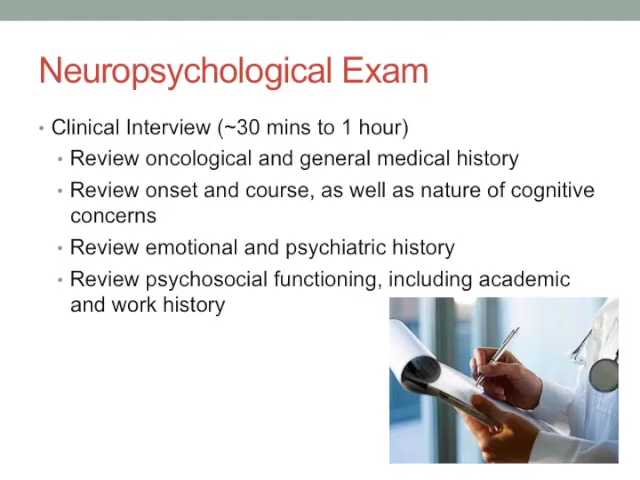 Neuropsychological Exam
• Clinical Interview (~30 mins to 1 hour)
• Review oncological and general medical history
• Review onset and course, as well as nature of cognitive
concerns
• Review emotional and psychiatric history
• Review psychosocial functioning, including academic
and work history